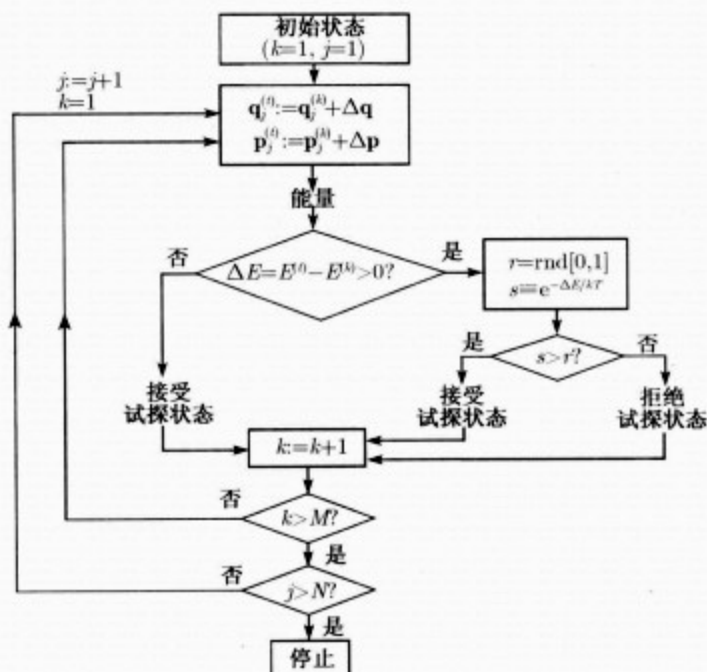 初始状态
(k=1, j=1)
j:=j+1
k=1
q_j^{(t)}:=q_j^{(k)}+Δq
p_j^{(t)}:=p_j^{(k)}+Δp
能量
否
ΔE=E^{(t)}−E^{(k)}>0?
是
r=rnd[0,1]
s≡e^{−ΔE/kT}
是
s>r?
否
接受
试探状态
接受
试探状态
拒绝
试探状态
k:=k+1
否
k>M?
是
否
j>N?
是
停止